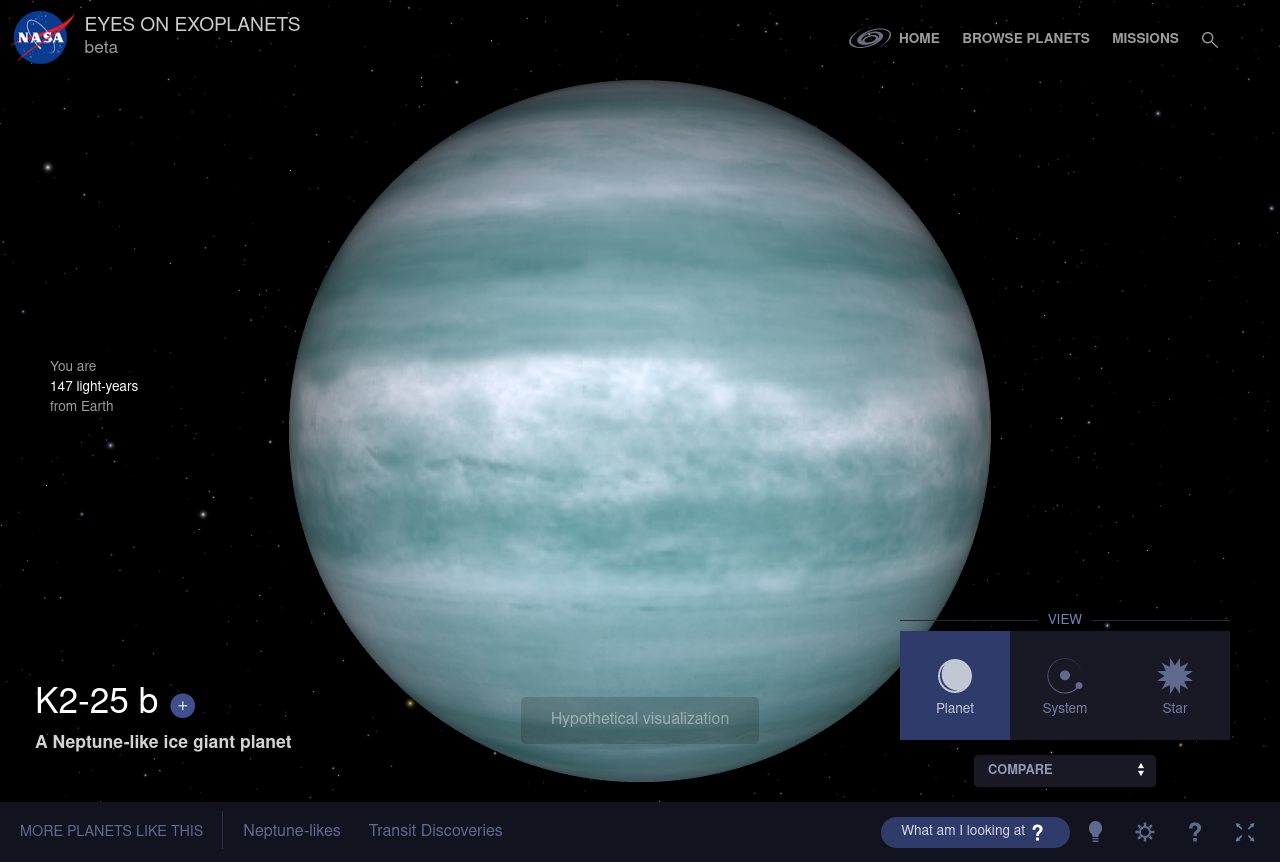 NASA
EYES ON EXOPLANETS
beta
HOME
BROWSE PLANETS
MISSIONS
You are
147 light-years
from Earth
VIEW
Planet
System
Star
K2-25 b +
A Neptune-like ice giant planet
Hypothetical visualization
COMPARE
MORE PLANETS LIKE THIS
Neptune-likes
Transit Discoveries
What am I looking at ?
?